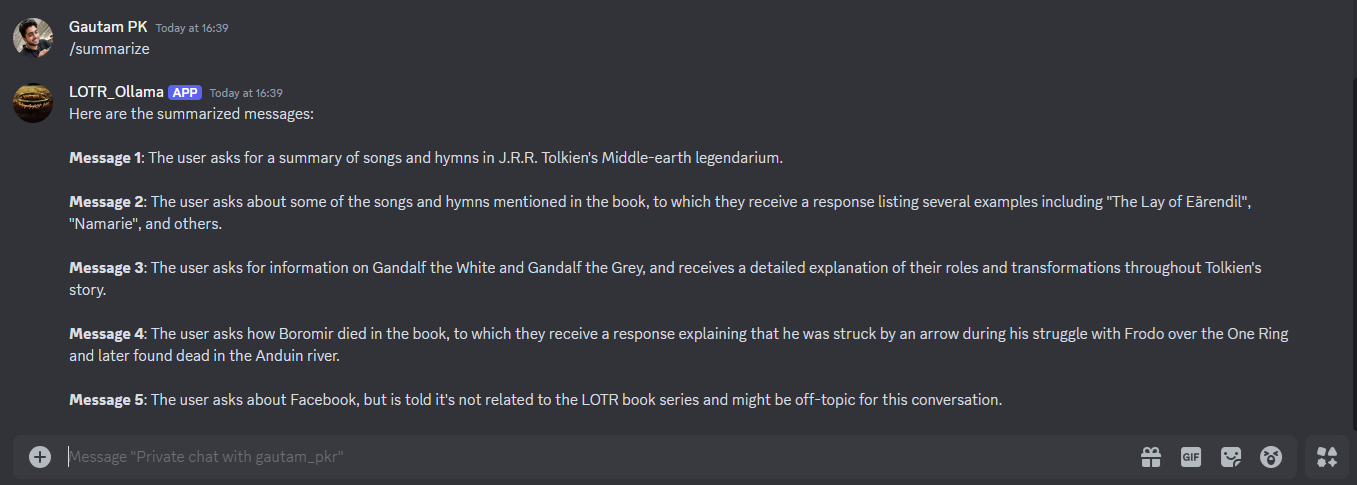 Gautam PK Today at 16:39
/summarize
LOTR_Ollama APP Today at 16:39
Here are the summarized messages:
Message 1: The user asks for a summary of songs and hymns in J.R.R. Tolkien's Middle-earth legendarium.
Message 2: The user asks about some of the songs and hymns mentioned in the book, to which they receive a response listing several examples including "The Lay of Eärendil",
"Namarie", and others.
Message 3: The user asks for information on Gandalf the White and Gandalf the Grey, and receives a detailed explanation of their roles and transformations throughout Tolkien's
story.
Message 4: The user asks how Boromir died in the book, to which they receive a response explaining that he was struck by an arrow during his struggle with Frodo over the One Ring
and later found dead in the Anduin river.
Message 5: The user asks about Facebook, but is told it's not related to the LOTR book series and might be off-topic for this conversation.
Message "Private chat with gautam_pkr"
GIF